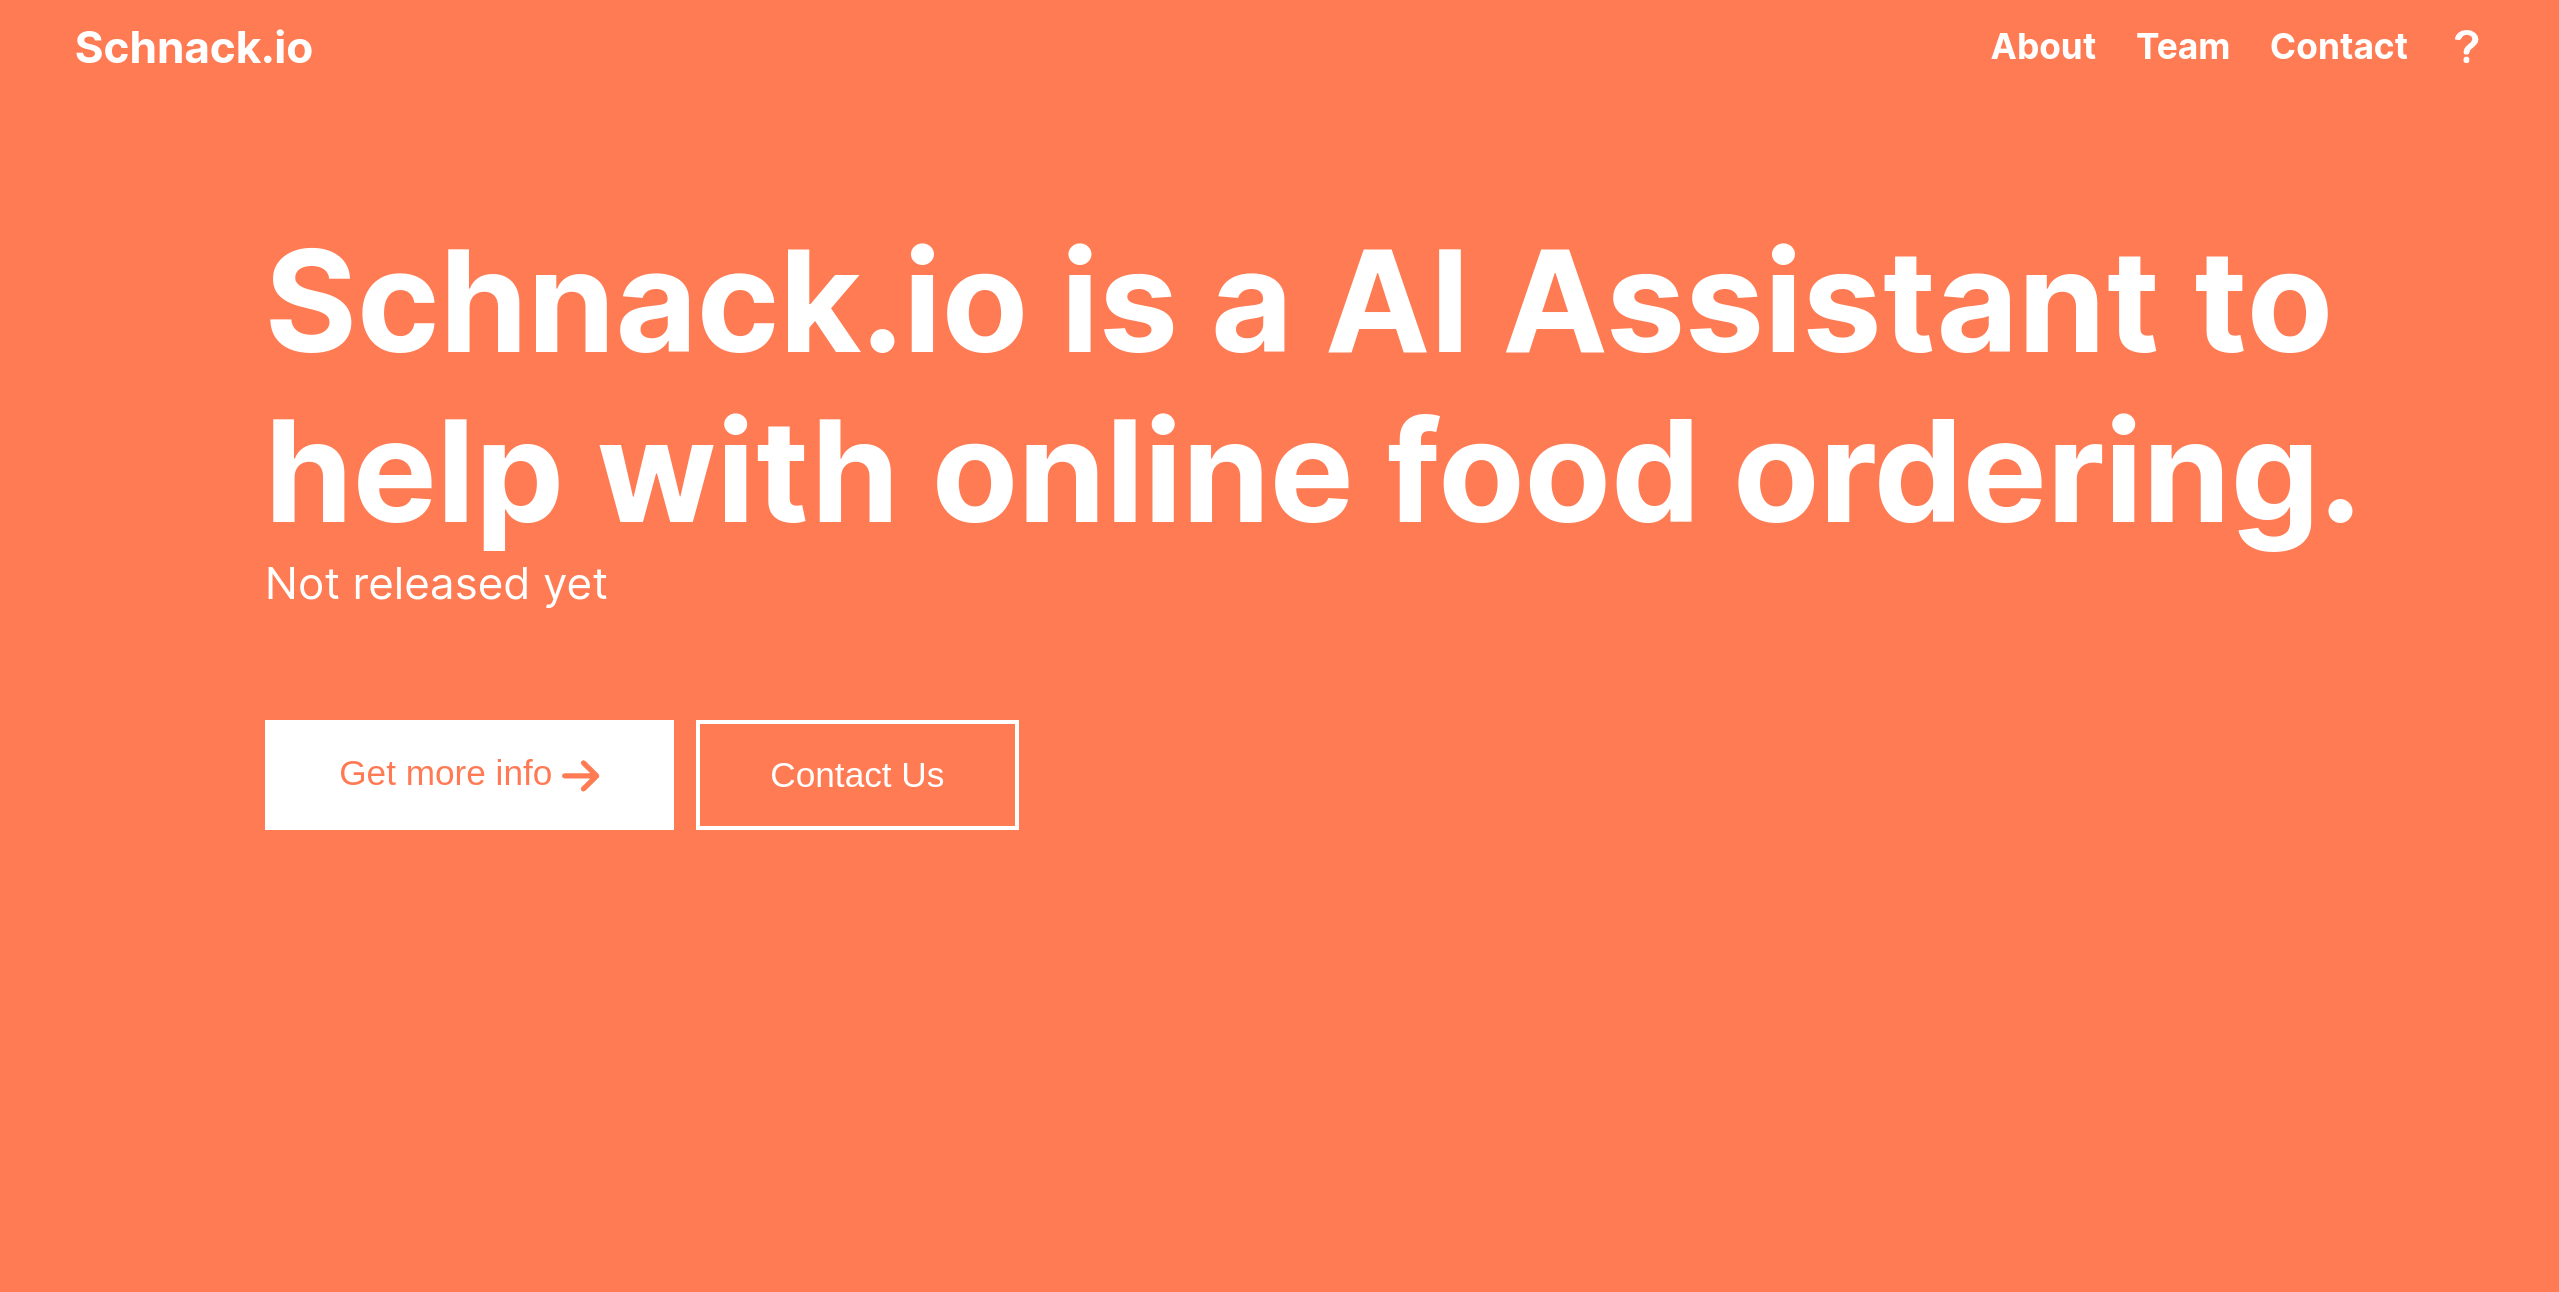 Schnack.io
About Team Contact ?
Schnack.io is a AI Assistant to
help with online food ordering.
Not released yet
Get more info →
Contact Us